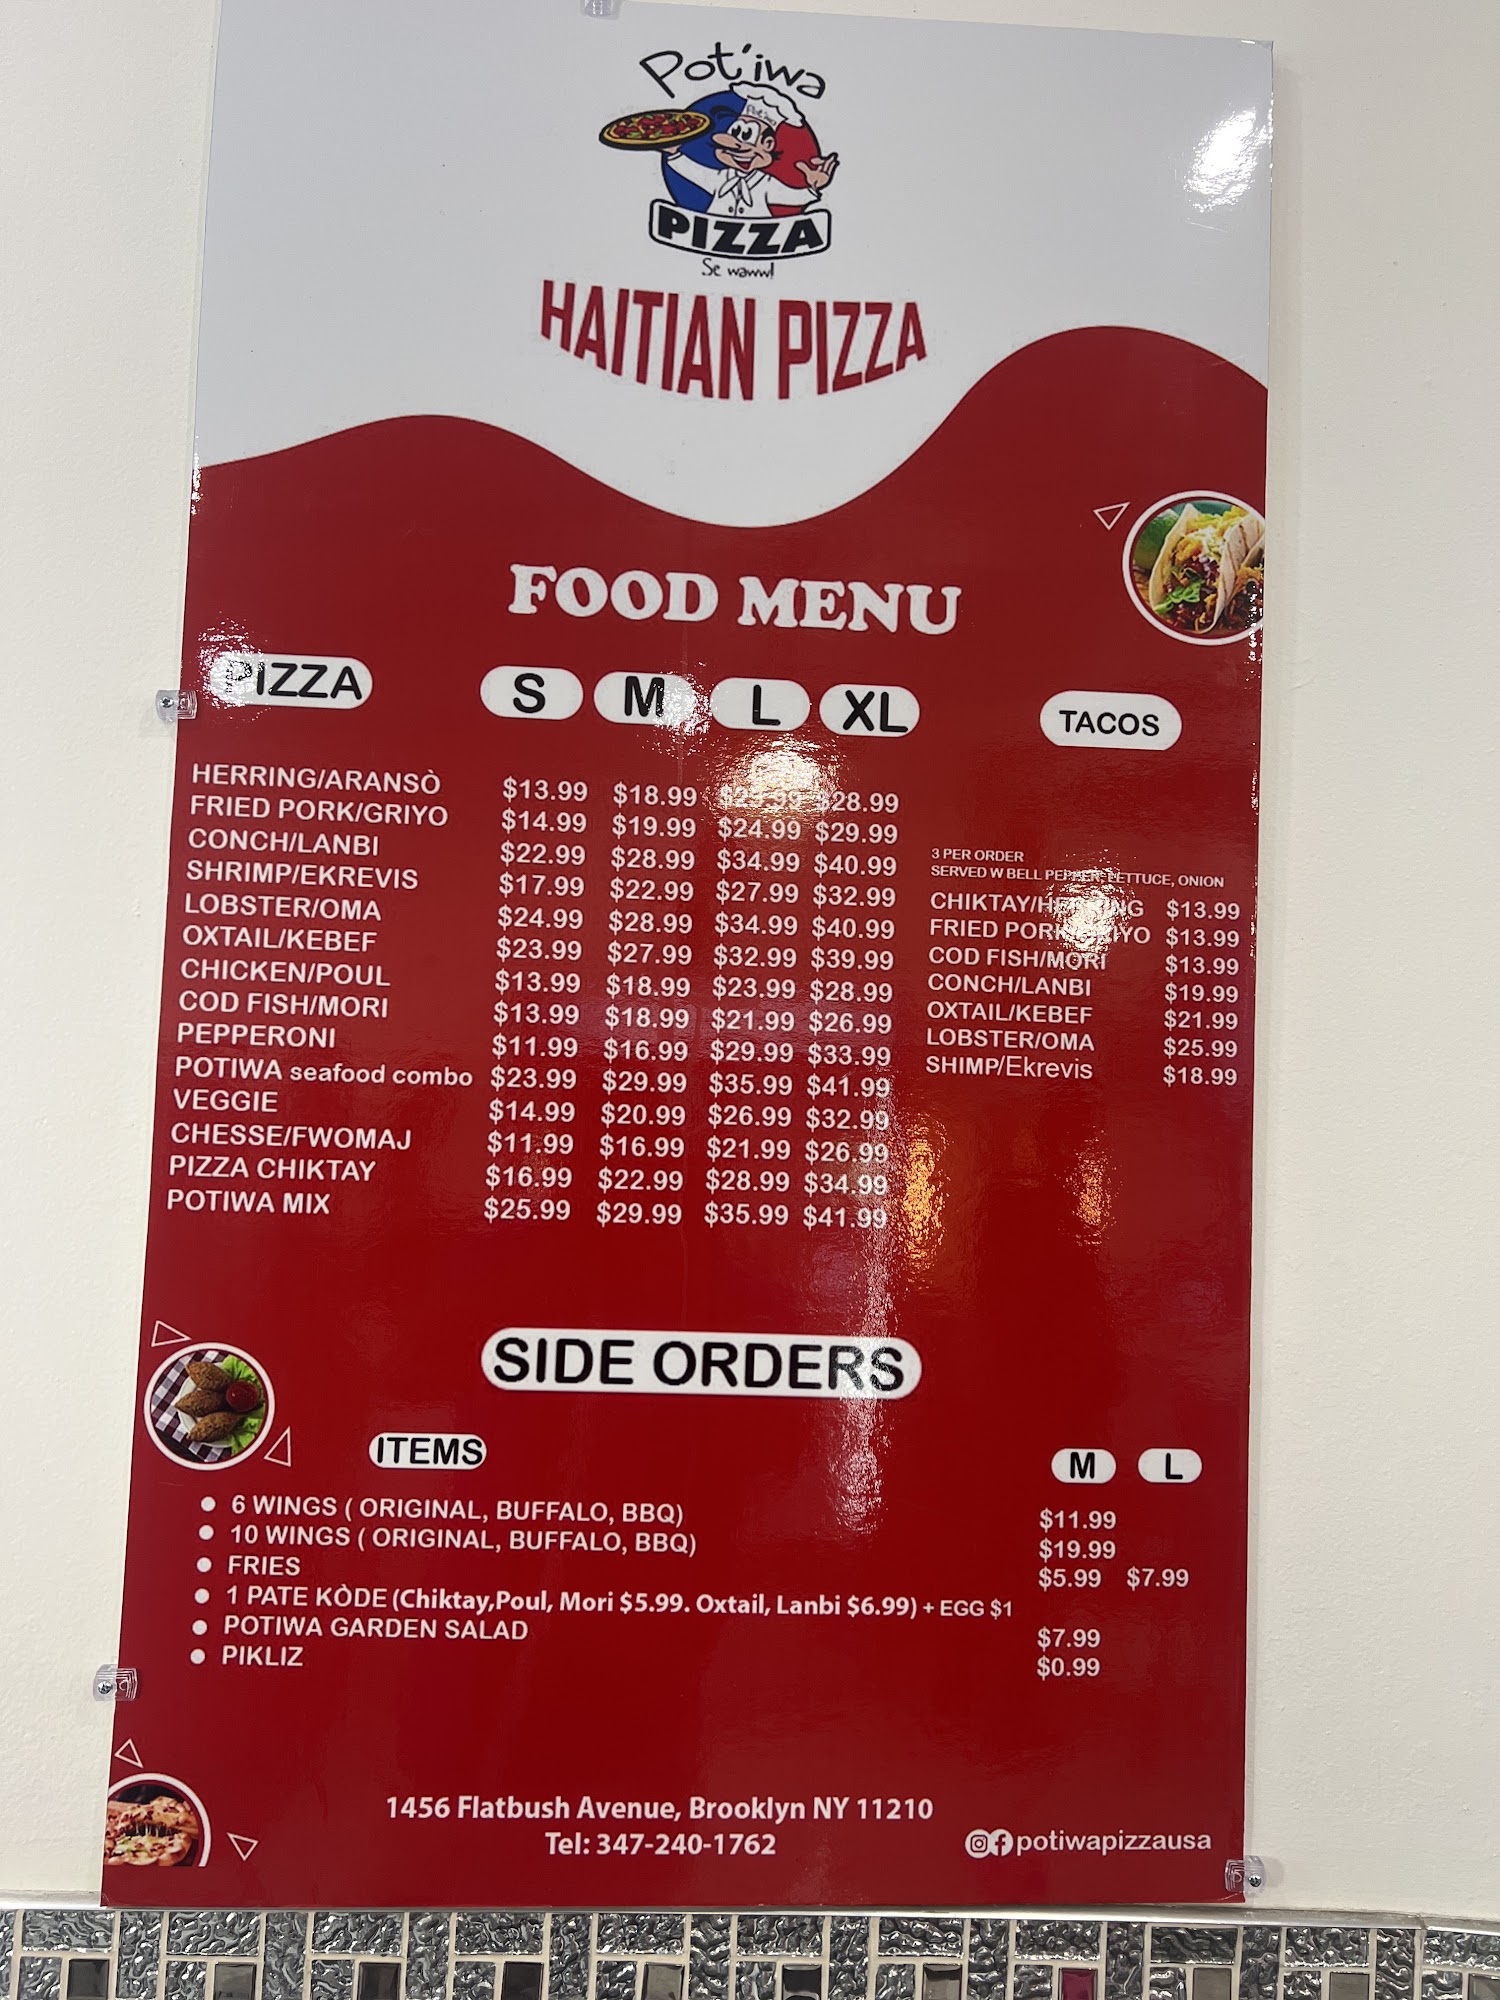 Pot'iwa
Pot'iwa
PIZZA
Se waww!
HAITIAN PIZZA
FOOD MENU
PIZZA S M L XL
HERRING/ARANSÒ $13.99 $18.99 $28.99
FRIED PORK/GRIYO $14.99 $19.99 $24.99 $29.99
CONCH/LANBI $22.99 $28.99 $34.99 $40.99
SHRIMP/EKREVIS $17.99 $22.99 $27.99 $32.99
LOBSTER/OMA $24.99 $28.99 $34.99 $40.99
OXTAIL/KEBEF $23.99 $27.99 $32.99 $39.99
CHICKEN/POUL $13.99 $18.99 $23.99 $28.99
COD FISH/MORI $13.99 $18.99 $21.99 $26.99
PEPPERONI $11.99 $16.99 $29.99 $33.99
POTIWA seafood combo $23.99 $29.99 $35.99 $41.99
VEGGIE $14.99 $20.99 $26.99 $32.99
CHESSE/FWOMAJ $11.99 $16.99 $21.99 $26.99
PIZZA CHIKTAY $16.99 $22.99 $28.99 $34.99
POTIWA MIX $25.99 $29.99 $35.99 $41.99
TACOS
3 PER ORDER
SERVED W BELL PEPPER, LETTUCE, ONION
CHIKTAY/HERRING $13.99
FRIED PORK/GRIYO $13.99
COD FISH/MORI $13.99
CONCH/LANBI $19.99
OXTAIL/KEBEF $21.99
LOBSTER/OMA $25.99
SHIMP/Ekrevis $18.99
SIDE ORDERS
ITEMS M L
● 6 WINGS ( ORIGINAL, BUFFALO, BBQ) $11.99
● 10 WINGS ( ORIGINAL, BUFFALO, BBQ) $19.99
● FRIES $5.99 $7.99
● 1 PATE KÒDE (Chiktay,Poul, Mori $5.99. Oxtail, Lanbi $6.99) + EGG $1
● POTIWA GARDEN SALAD $7.99
● PIKLIZ $0.99
1456 Flatbush Avenue, Brooklyn NY 11210
Tel: 347-240-1762
potiwapizzausa